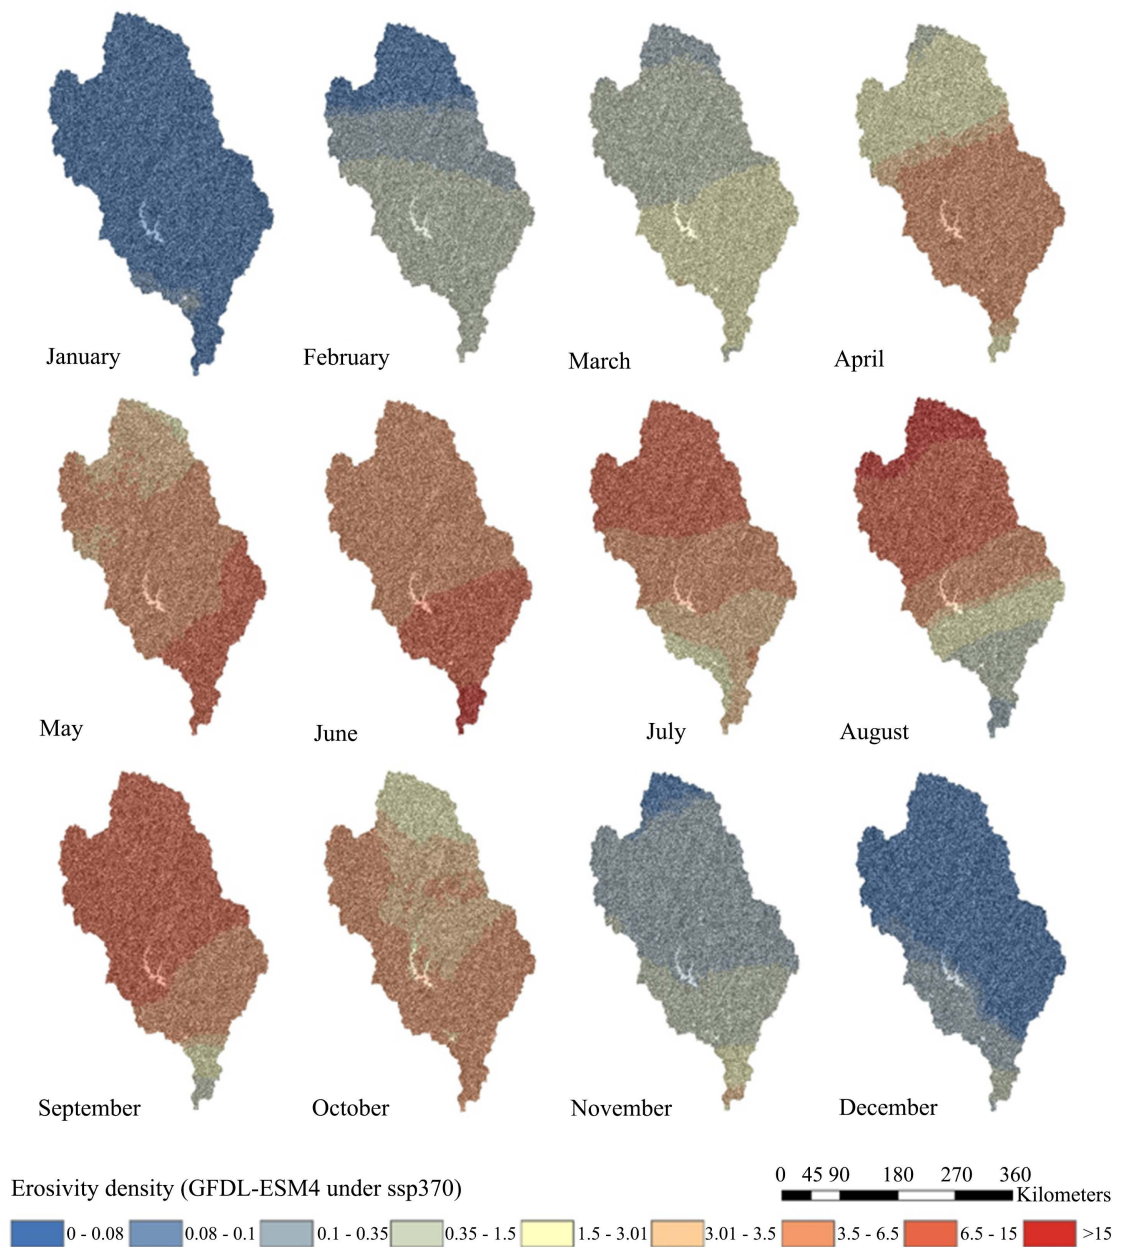 January
February
March
April
May
June
July
August
September
October
November
December
Erosivity density (GFDL-ESM4 under ssp370)
0 45 90 180 270 360
Kilometers
0 - 0.08 0.08 - 0.1 0.1 - 0.35 0.35 - 1.5 1.5 - 3.01 3.01 - 3.5 3.5 - 6.5 6.5 - 15 >15